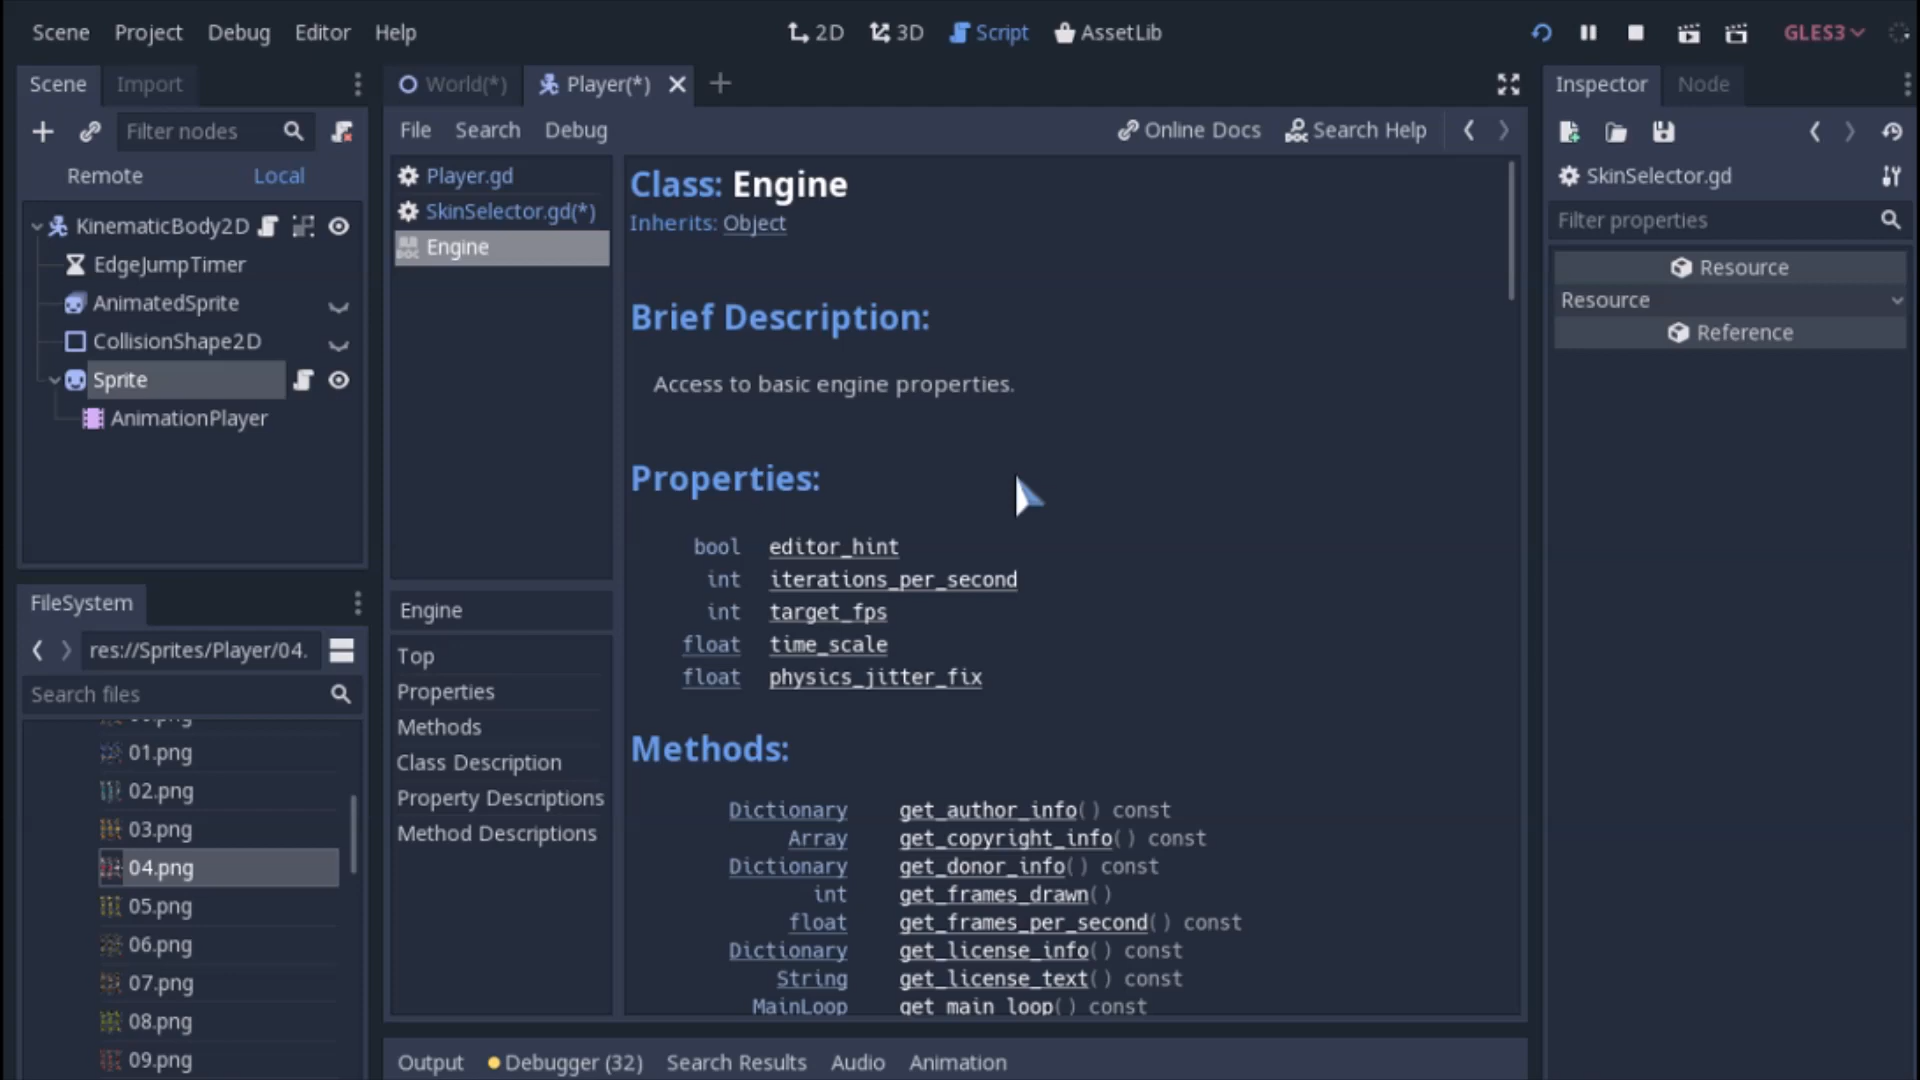 Scene Project Debug Editor Help
2D 3D Script AssetLib
GLES3
Scene Import
Filter nodes
Remote Local
KinematicBody2D
EdgeJumpTimer
AnimatedSprite
CollisionShape2D
Sprite
AnimationPlayer
FileSystem
res://Sprites/Player/04.
Search files
01.png
02.png
03.png
04.png
05.png
06.png
07.png
08.png
09.png
World(*) Player(*)
File Search Debug
Online Docs Search Help
Player.gd
SkinSelector.gd(*)
Engine
Engine
Top
Properties
Methods
Class Description
Property Descriptions
Method Descriptions
Class: Engine
Inherits: Object
Brief Description:
Access to basic engine properties.
Properties:
bool editor_hint
int iterations_per_second
int target_fps
float time_scale
float physics_jitter_fix
Methods:
Dictionary get_author_info() const
Array get_copyright_info() const
Dictionary get_donor_info() const
int get_frames_drawn()
float get_frames_per_second() const
Dictionary get_license_info() const
String get_license_text() const
MainLoop get_main_loop() const
Output Debugger (32) Search Results Audio Animation
Inspector Node
SkinSelector.gd
Filter properties
Resource
Resource
Reference